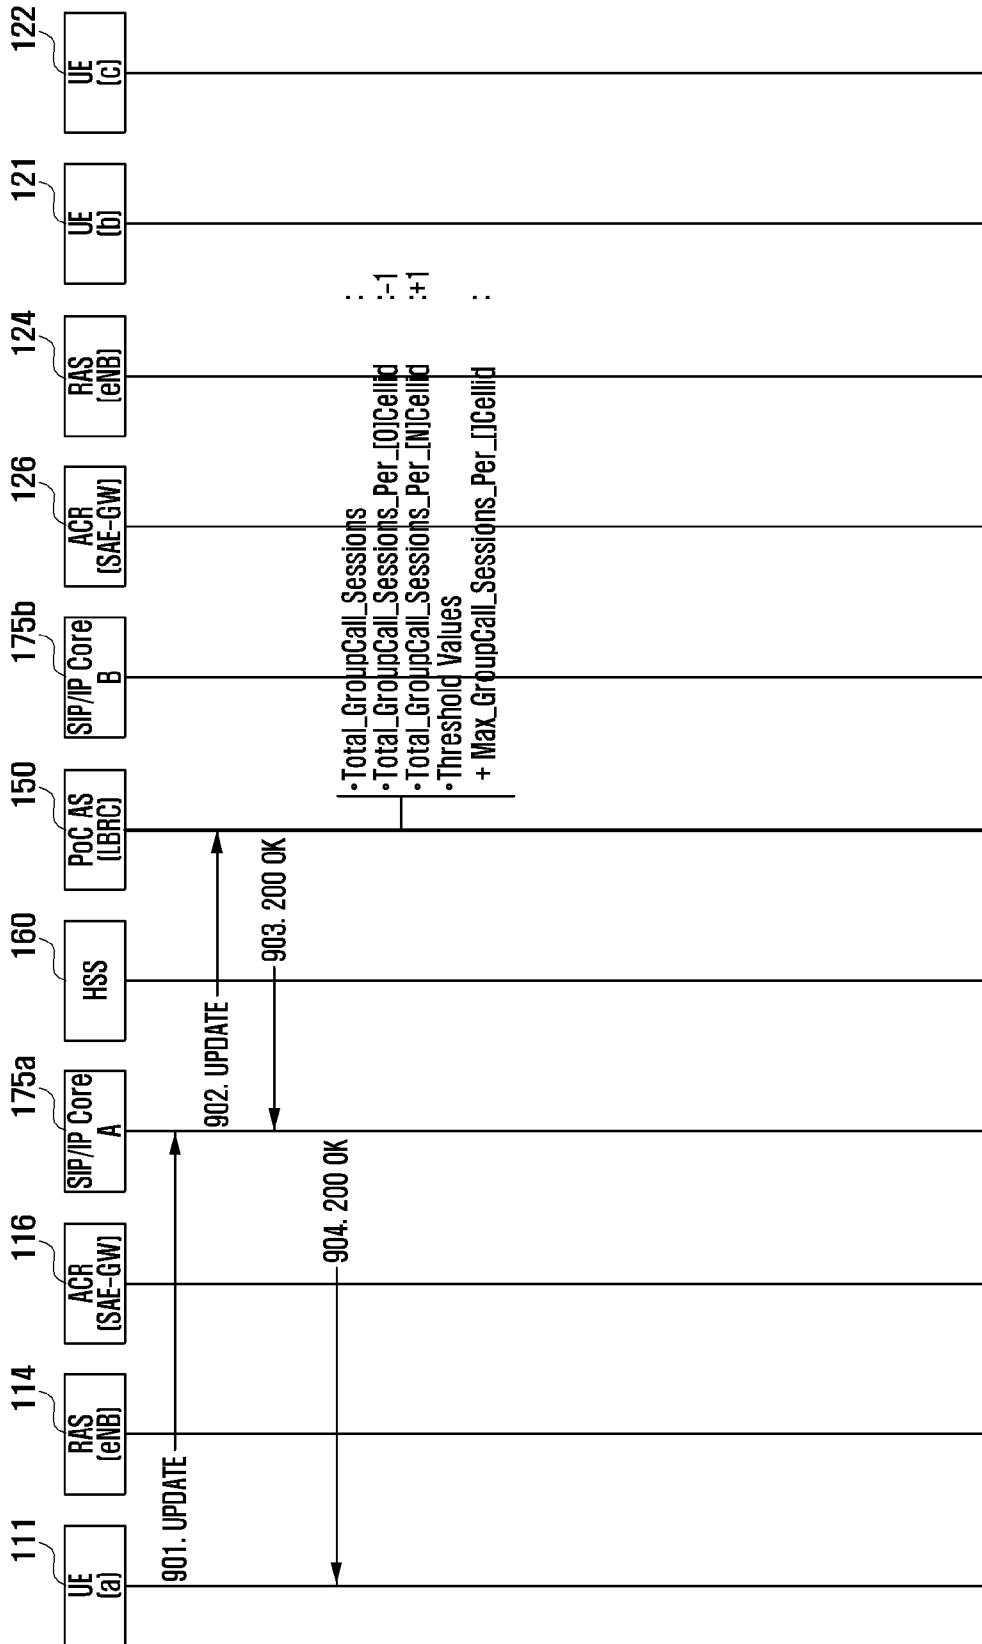 111
UE
(a)
114
RAS
(eNB)
116
ACR
(SAE-GW)
175a
SIP/IP Core
A
160
HSS
150
PoC AS
(LBRC)
175b
SIP/IP Core
B
126
ACR
(SAE-GW)
124
RAS
(eNB)
121
UE
(b)
122
UE
(c)
901. UPDATE
902. UPDATE
903. 200 OK
904. 200 OK
• Total_GroupCall_Sessions :
• Total_GroupCall_Sessions_Per_[O]Cellid :-1
• Total_GroupCall_Sessions_Per_[N]Cellid :+1
• Threshold Values
+ Max_GroupCall_Sessions_Per_[]Cellid :